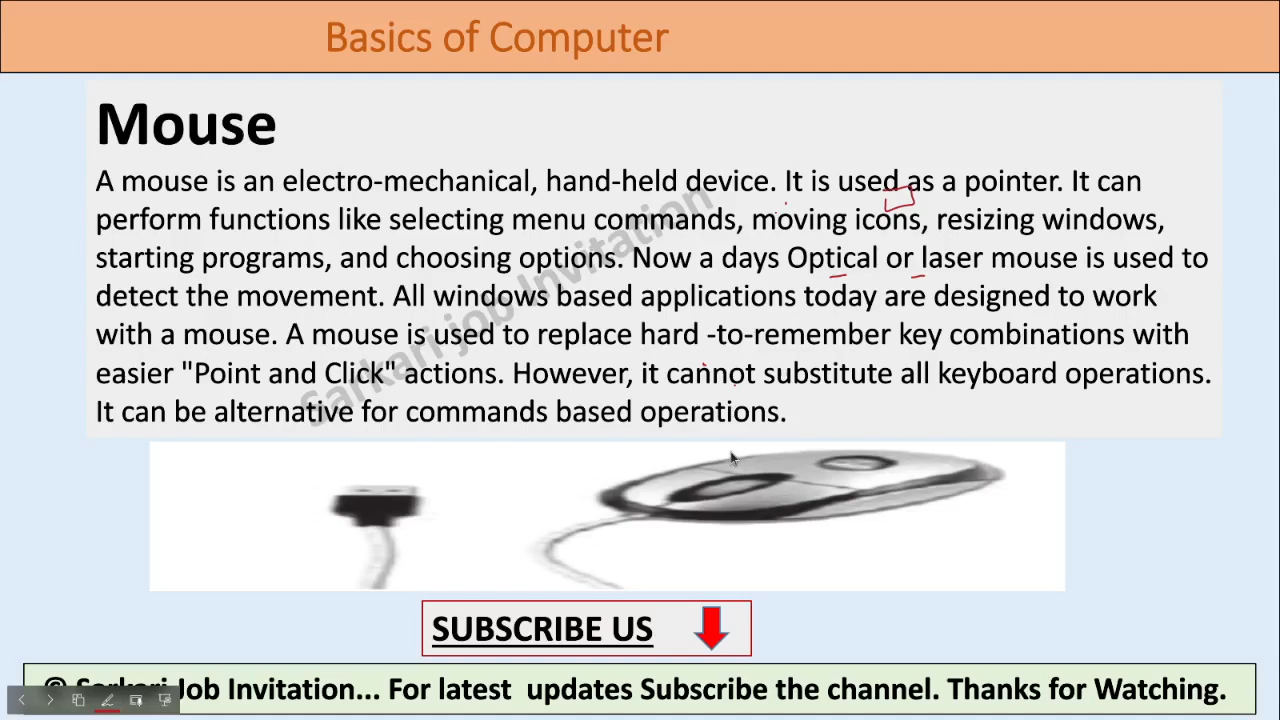 Basics of Computer
Mouse
A mouse is an electro-mechanical, hand-held device. It is used as a pointer. It can
perform functions like selecting menu commands, moving icons, resizing windows,
starting programs, and choosing options. Now a days Optical or laser mouse is used to
detect the movement. All windows based applications today are designed to work
with a mouse. A mouse is used to replace hard -to-remember key combinations with
easier "Point and Click" actions. However, it cannot substitute all keyboard operations.
It can be alternative for commands based operations.
Sarkari job Invitation
SUBSCRIBE US
© Sarkari Job Invitation... For latest  updates Subscribe the channel. Thanks for Watching.